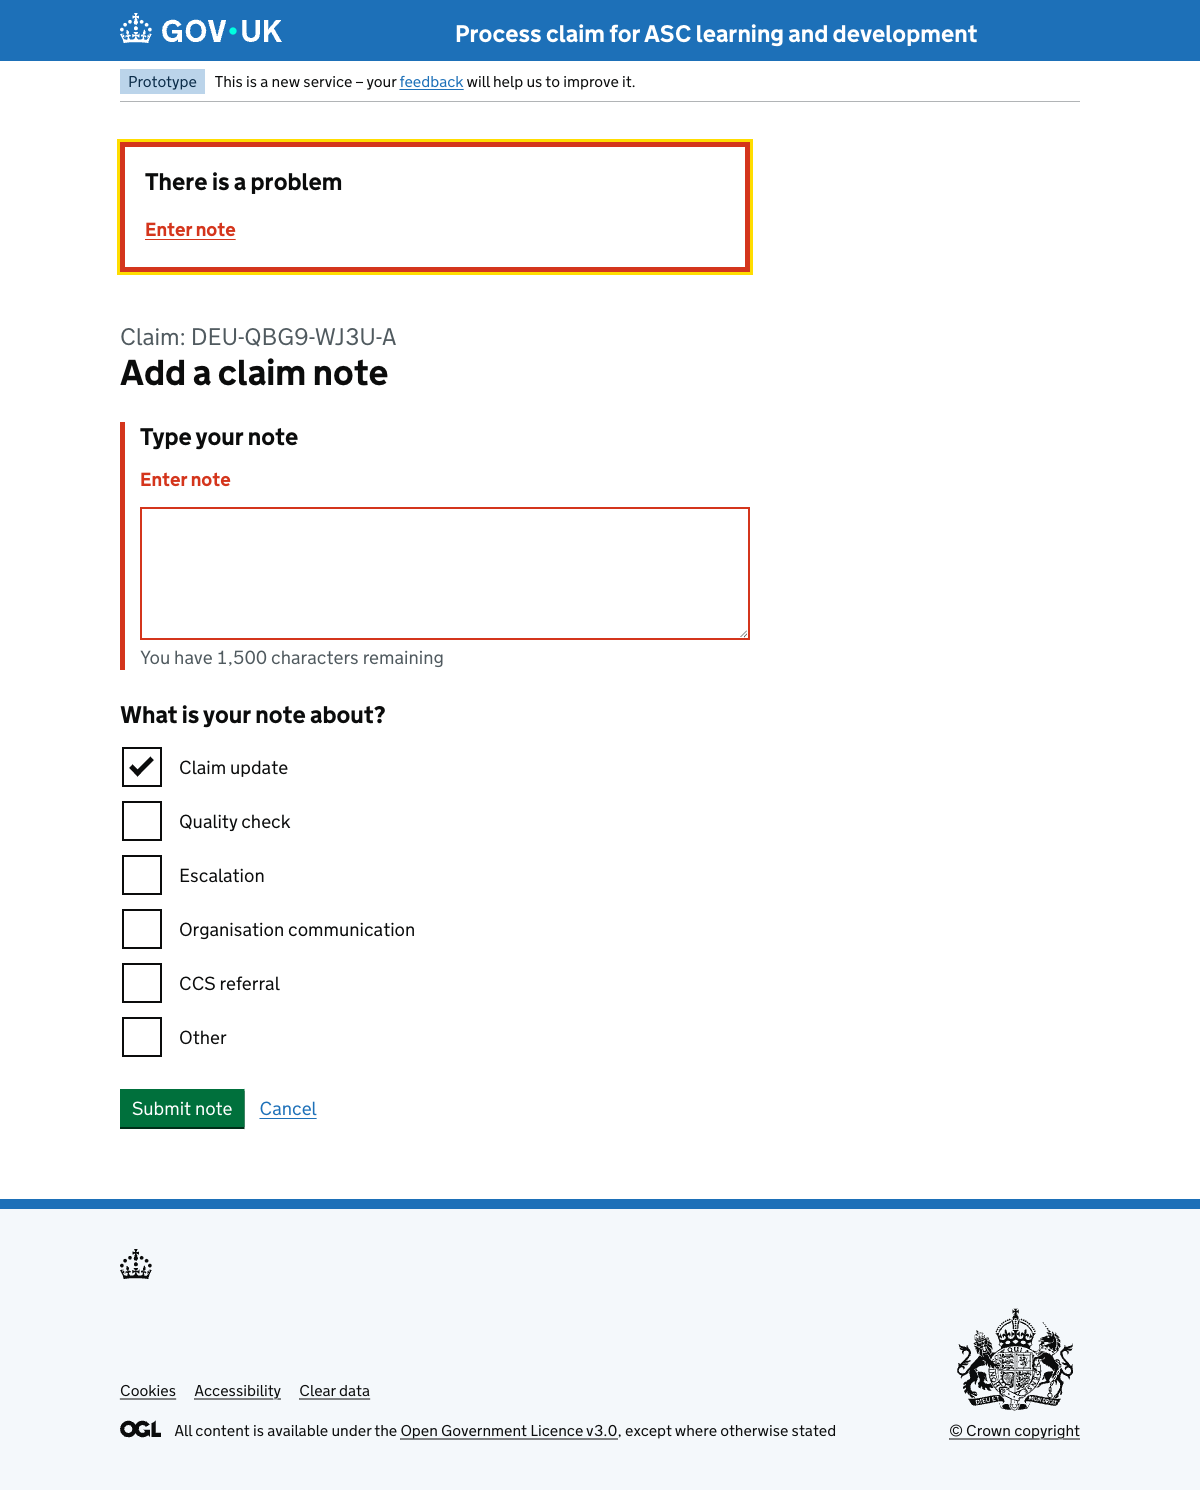 GOV·UK
Process claim for ASC learning and development
Prototype This is a new service – your feedback will help us to improve it.
There is a problem
Enter note
Claim: DEU-QBG9-WJ3U-A
Add a claim note
Type your note
Enter note
You have 1,500 characters remaining
What is your note about?
Claim update
Quality check
Escalation
Organisation communication
CCS referral
Other
Submit note Cancel
Cookies Accessibility Clear data
OGL All content is available under the Open Government Licence v3.0, except where otherwise stated
© Crown copyright